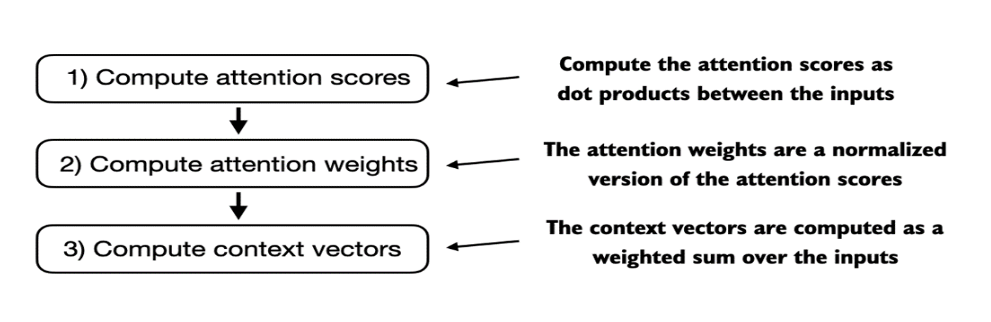 1) Compute attention scores
Compute the attention scores as
dot products between the inputs
2) Compute attention weights
The attention weights are a normalized
version of the attention scores
3) Compute context vectors
The context vectors are computed as a
weighted sum over the inputs